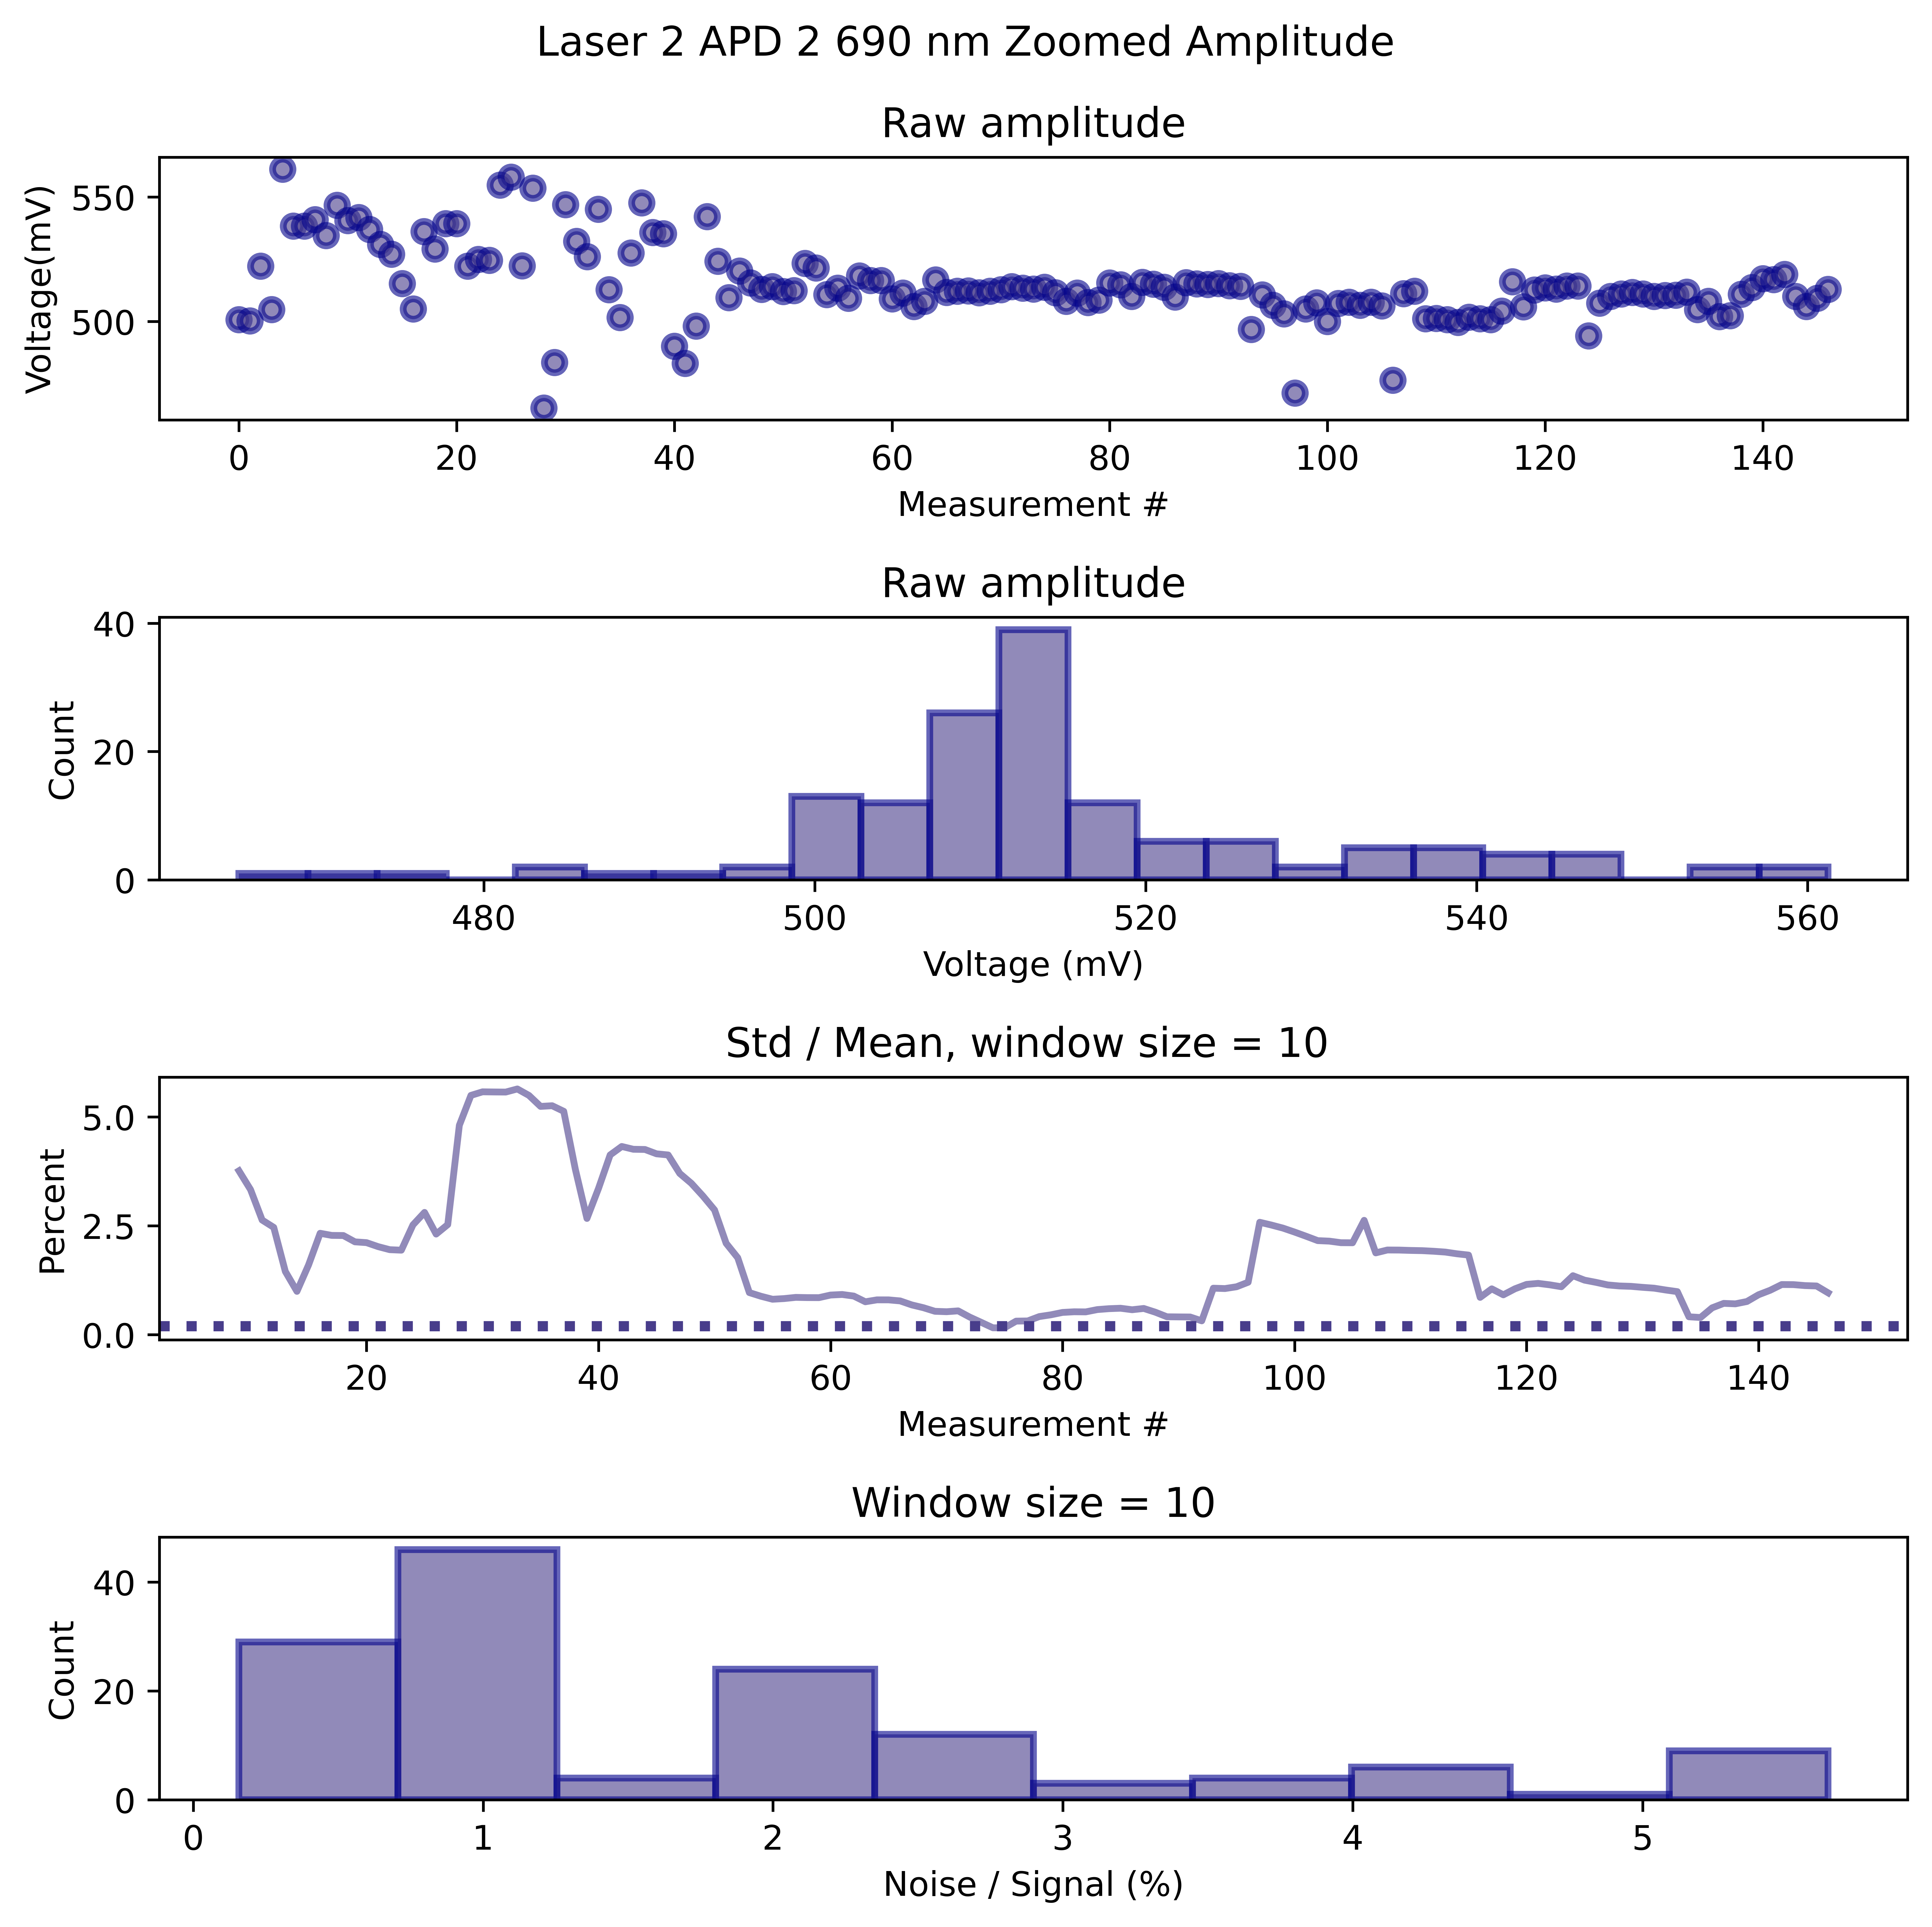 Laser 2 APD 2 690 nm Zoomed Amplitude
Raw amplitude
Voltage(mV)
550
500
0 20 40 60 80 100 120 140
Measurement #
Raw amplitude
Count
40
20
0
480 500 520 540 560
Voltage (mV)
Std / Mean, window size = 10
Percent
5.0
2.5
0.0
20 40 60 80 100 120 140
Measurement #
Window size = 10
Count
40
20
0
0 1 2 3 4 5
Noise / Signal (%)